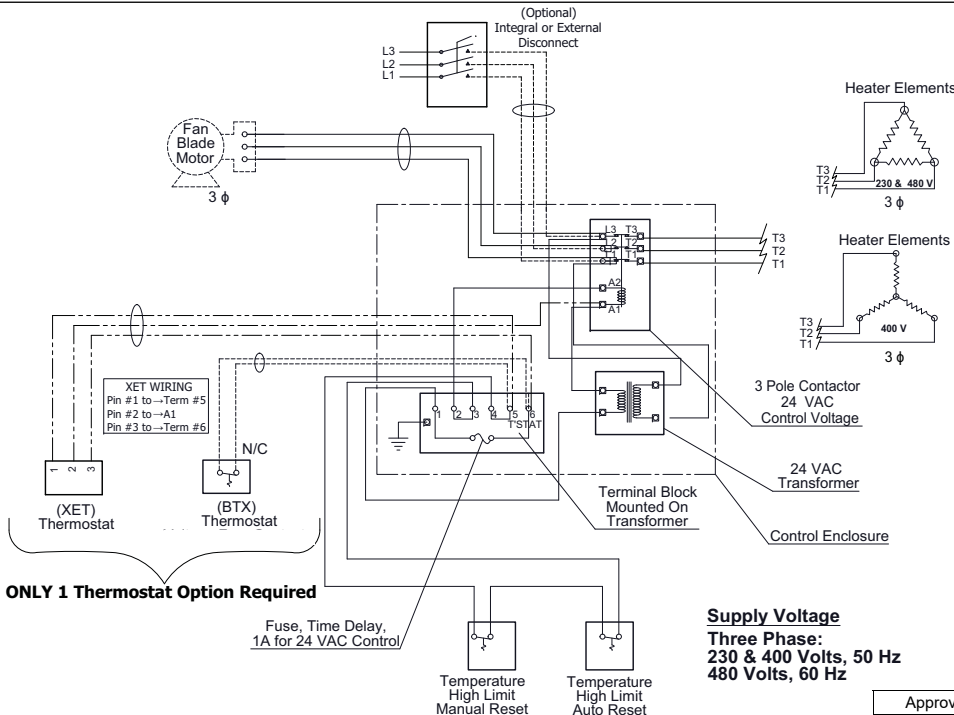 (Optional)
Integral or External
Disconnect
L3
L2
L1
Heater Elements
T3
T2
T1
230 & 480 V
3 ϕ
Fan
Blade
Motor
3 ϕ
L3 T3
L2 T2
L1 T1
A2
A1
T3
T2
T1
Heater Elements
T3
T2
T1
400 V
3 ϕ
XET WIRING
Pin #1 to→Term #5
Pin #2 to→A1
Pin #3 to→Term #6
N/C
1 2 3 4 5 6
T'STAT
3 Pole Contactor
24 VAC
Control Voltage
1 2 3
(XET)
Thermostat
(BTX)
Thermostat
24 VAC
Transformer
Terminal Block
Mounted On
Transformer
Control Enclosure
ONLY 1 Thermostat Option Required
Fuse, Time Delay,
1A for 24 VAC Control
Temperature
High Limit
Manual Reset
Temperature
High Limit
Auto Reset
Supply Voltage
Three Phase:
230 & 400 Volts, 50 Hz
480 Volts, 60 Hz